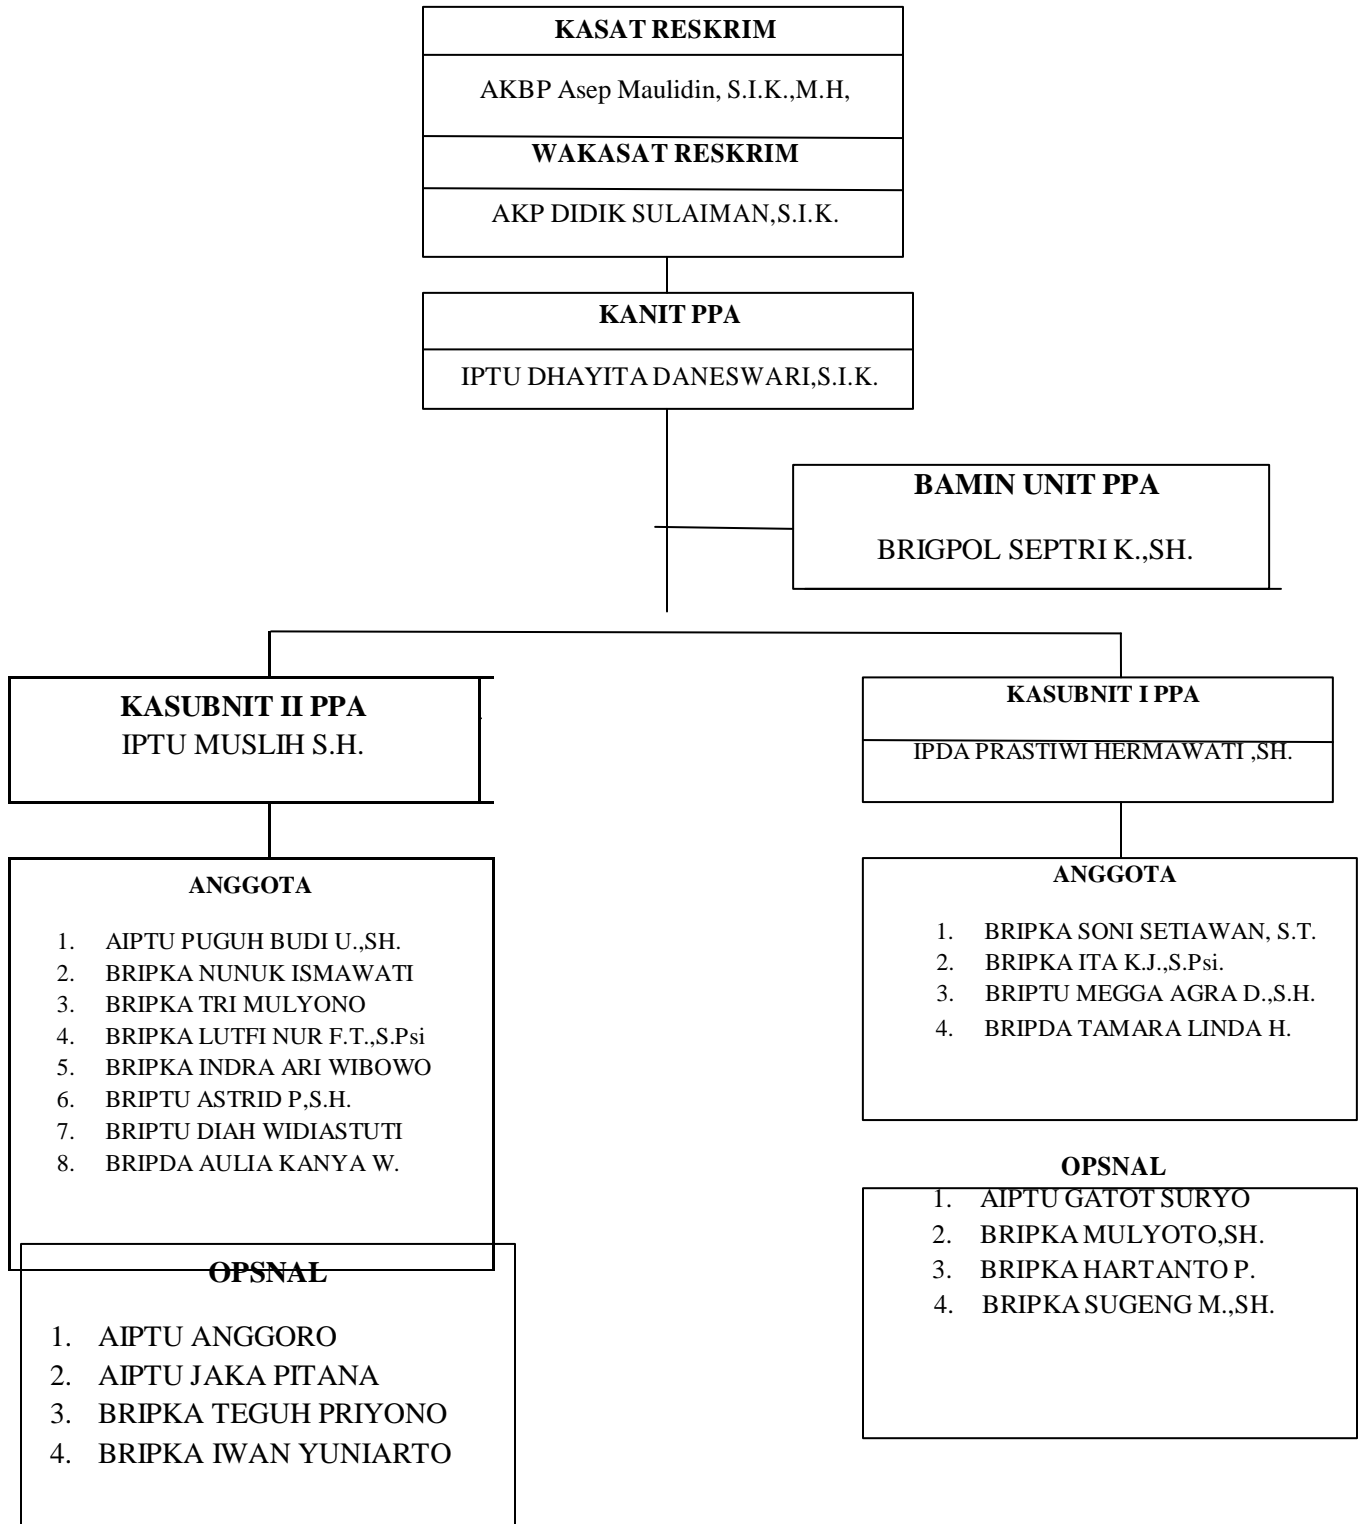 KASAT RESKRIM
AKBP Asep Maulidin, S.I.K.,M.H,
WAKASAT RESKRIM
AKP DIDIK SULAIMAN,S.I.K.
KANIT PPA
IPTU DHAYITA DANESWARI,S.I.K.
BAMIN UNIT PPA
BRIGPOL SEPTRI K.,SH.
KASUBNIT II PPA
IPTU MUSLIH S.H.
KASUBNIT I PPA
IPDA PRASTIWI HERMAWATI ,SH.
ANGGOTA
1. AIPTU PUGUH BUDI U.,SH.
2. BRIPKA NUNUK ISMAWATI
3. BRIPKA TRI MULYONO
4. BRIPKA LUTFI NUR F.T.,S.Psi
5. BRIPKA INDRA ARI WIBOWO
6. BRIPTU ASTRID P,S.H.
7. BRIPTU DIAH WIDIASTUTI
8. BRIPDA AULIA KANYA W.
OPSNAL
1. AIPTU ANGGORO
2. AIPTU JAKA PITANA
3. BRIPKA TEGUH PRIYONO
4. BRIPKA IWAN YUNIARTO
ANGGOTA
1. BRIPKA SONI SETIAWAN, S.T.
2. BRIPKA ITA K.J.,S.Psi.
3. BRIPTU MEGGA AGRA D.,S.H.
4. BRIPDA TAMARA LINDA H.
OPSNAL
1. AIPTU GATOT SURYO
2. BRIPKA MULYOTO,SH.
3. BRIPKA HARTANTO P.
4. BRIPKA SUGENG M.,SH.